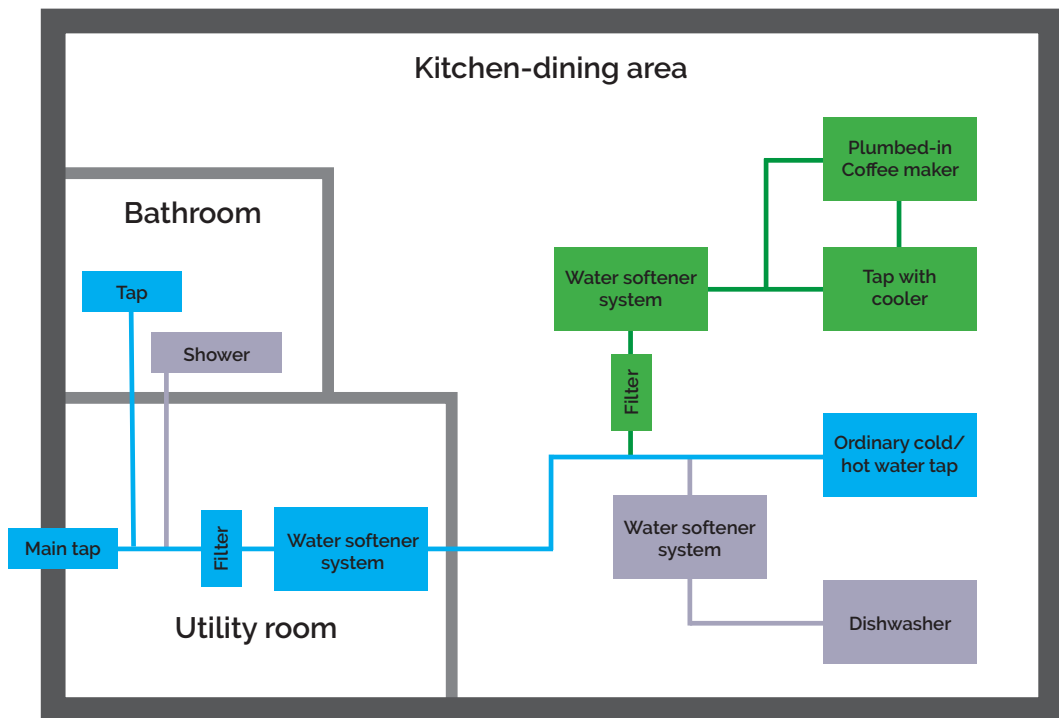 Kitchen-dining area
Plumbed-in
Coffee maker
Bathroom
Water softener
system
Tap with
cooler
Tap
Shower
Filter
Ordinary cold/
hot water tap
Main tap
Filter
Water softener
system
Water softener
system
Utility room
Dishwasher